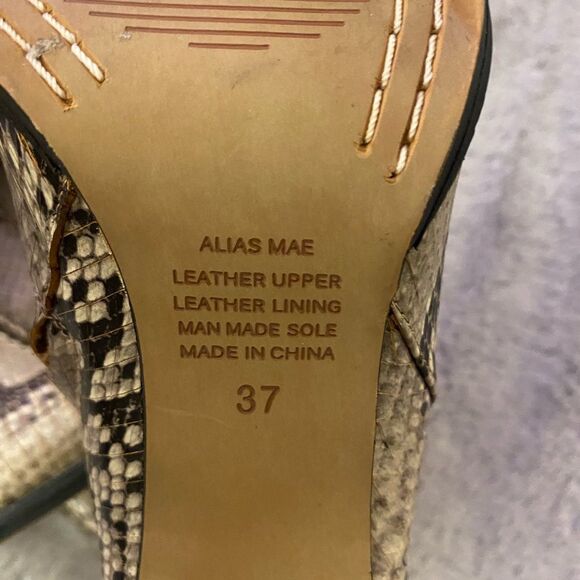 ALIAS MAE
LEATHER UPPER
LEATHER LINING
MAN MADE SOLE
MADE IN CHINA
37